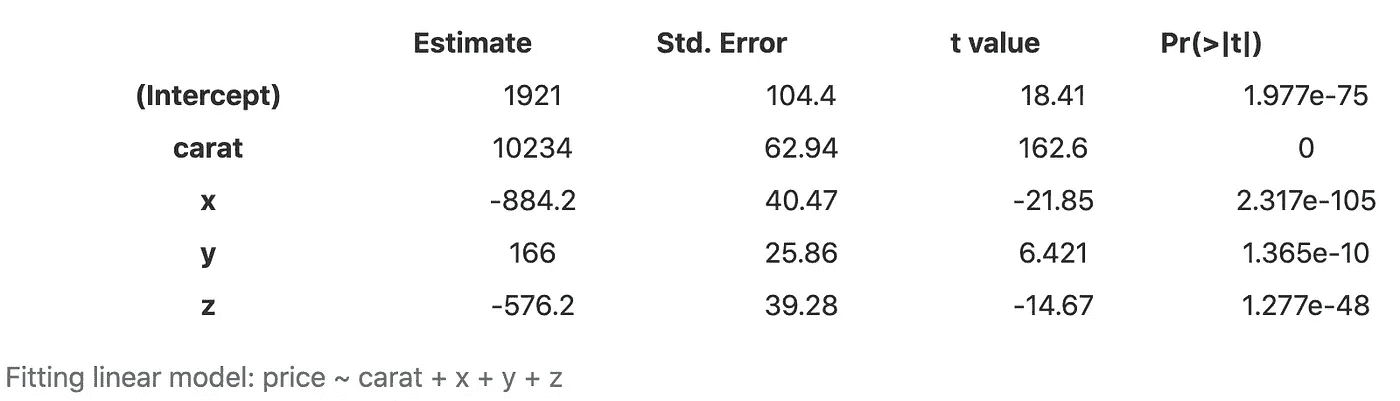 Estimate Std. Error t value Pr(>|t|)
(Intercept) 1921 104.4 18.41 1.977e-75
carat 10234 62.94 162.6 0
x -884.2 40.47 -21.85 2.317e-105
y 166 25.86 6.421 1.365e-10
z -576.2 39.28 -14.67 1.277e-48
Fitting linear model: price ~ carat + x + y + z